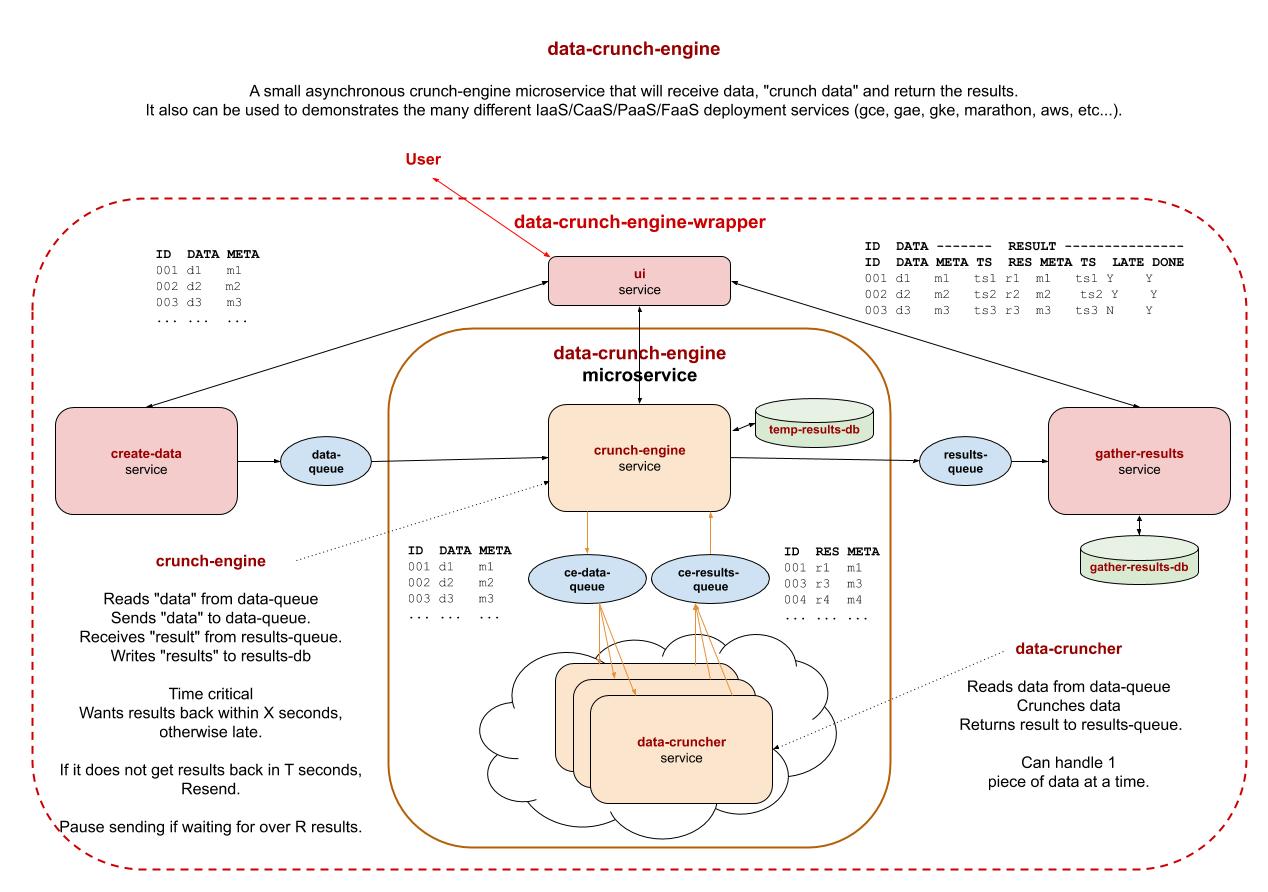 data-crunch-engine
A small asynchronous crunch-engine microservice that will receive data, "crunch data" and return the results.
It also can be used to demonstrates the many different IaaS/CaaS/PaaS/FaaS deployment services (gce, gae, gke, marathon, aws, etc...).
User
data-crunch-engine-wrapper
ID DATA META
001 d1 m1
002 d2 m2
003 d3 m3
... ... ...
ui
service
ID DATA ------- RESULT ---------------
ID DATA META TS RES META TS LATE DONE
001 d1 m1 ts1 r1 m1 ts1 Y Y
002 d2 m2 ts2 r2 m2 ts2 Y Y
003 d3 m3 ts3 r3 m3 ts3 N Y
data-crunch-engine
microservice
create-data
service
data-
queue
crunch-engine
service
temp-results-db
results-
queue
gather-results
service
gather-results-db
crunch-engine
Reads "data" from data-queue
Sends "data" to data-queue.
Receives "result" from results-queue.
Writes "results" to results-db
Time critical
Wants results back within X seconds,
otherwise late.
If it does not get results back in T seconds,
Resend.
Pause sending if waiting for over R results.
ID DATA META
001 d1 m1
002 d2 m2
003 d3 m3
... ... ...
ce-data-
queue
ce-results-
queue
ID RES META
001 r1 m1
003 r3 m3
004 r4 m4
... ... ...
data-cruncher
service
data-cruncher
Reads data from data-queue
Crunches data
Returns result to results-queue.
Can handle 1
piece of data at a time.